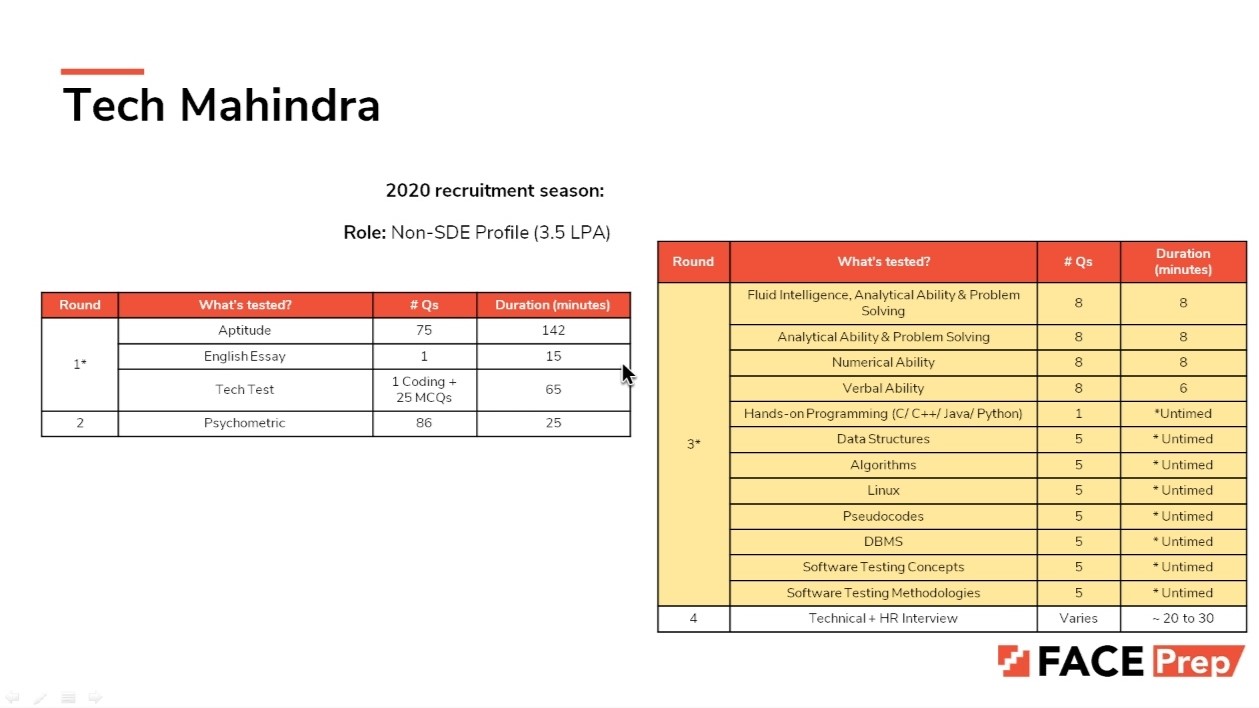 Tech Mahindra
2020 recruitment season:
Role: Non-SDE Profile (3.5 LPA)
Round What's tested? # Qs Duration (minutes)
1*
Aptitude 75 142
English Essay 1 15
Tech Test 1 Coding + 65
25 MCQs
2 Psychometric 86 25
Round What's tested? # Qs Duration
(minutes)
3*
Fluid Intelligence, Analytical Ability & Problem 8 8
Solving
Analytical Ability & Problem Solving 8 8
Numerical Ability 8 8
Verbal Ability 8 6
Hands-on Programming (C/ C++/ Java/ Python) 1 *Untimed
Data Structures 5 * Untimed
Algorithms 5 * Untimed
Linux 5 * Untimed
Pseudocodes 5 * Untimed
DBMS 5 * Untimed
Software Testing Concepts 5 * Untimed
Software Testing Methodologies 5 * Untimed
4 Technical + HR Interview Varies ~ 20 to 30
FACE Prep